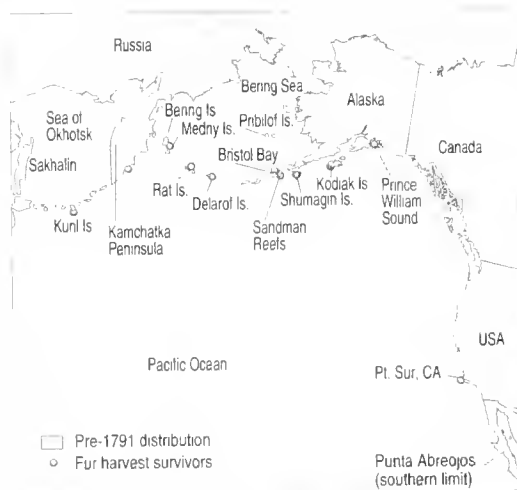 Russia
Bering Sea
Alaska
Canada
Sea of
Okhotsk
Sakhalin
Bering Is
Medny Is.
Pribilof Is.
Bristol Bay
Rat Is.
Delarof Is.
Kuril Is
Kamchatka
Peninsula
Sandman
Reefs
Shumagin Is.
Kodiak Is
Prince
William
Sound
USA
Pacific Ocean
Pt. Sur, CA
Pre-1791 distribution
Fur harvest survivors
Punta Abreojos
(southern limit)